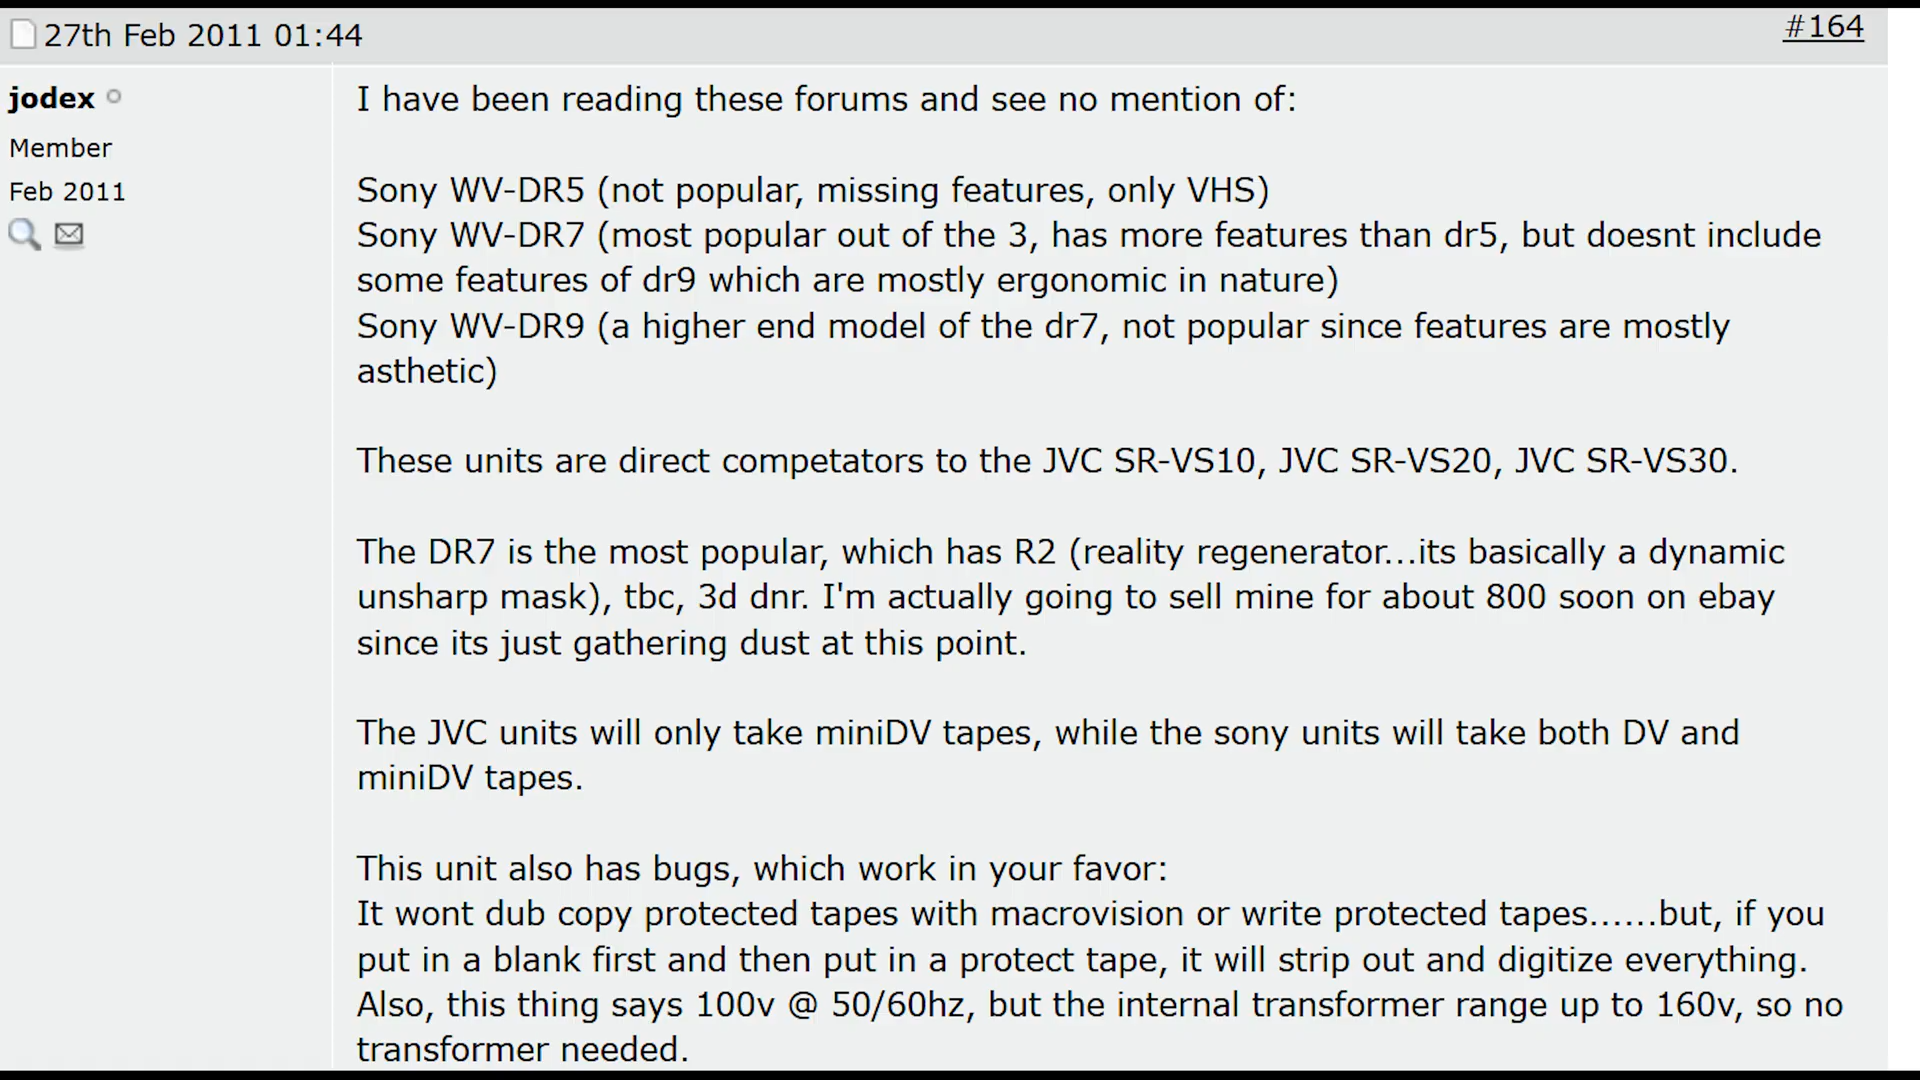 27th Feb 2011 01:44
#164
jodex
Member
Feb 2011
I have been reading these forums and see no mention of:
Sony WV-DR5 (not popular, missing features, only VHS)
Sony WV-DR7 (most popular out of the 3, has more features than dr5, but doesnt include
some features of dr9 which are mostly ergonomic in nature)
Sony WV-DR9 (a higher end model of the dr7, not popular since features are mostly
asthetic)
These units are direct competators to the JVC SR-VS10, JVC SR-VS20, JVC SR-VS30.
The DR7 is the most popular, which has R2 (reality regenerator...its basically a dynamic
unsharp mask), tbc, 3d dnr. I'm actually going to sell mine for about 800 soon on ebay
since its just gathering dust at this point.
The JVC units will only take miniDV tapes, while the sony units will take both DV and
miniDV tapes.
This unit also has bugs, which work in your favor:
It wont dub copy protected tapes with macrovision or write protected tapes......but, if you
put in a blank first and then put in a protect tape, it will strip out and digitize everything.
Also, this thing says 100v @ 50/60hz, but the internal transformer range up to 160v, so no
transformer needed.